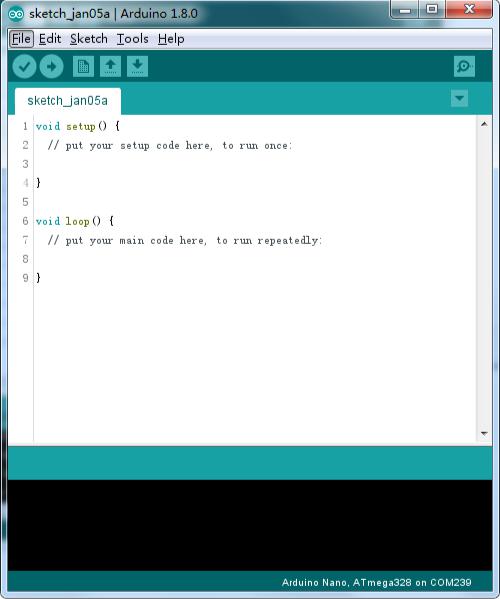 sketch_jan05a | Arduino 1.8.0
File Edit Sketch Tools Help
sketch_jan05a
1 void setup() {
2 // put your setup code here, to run once:
3
4 }
5
6 void loop() {
7 // put your main code here, to run repeatedly:
8
9 }
Arduino Nano, ATmega328 on COM239